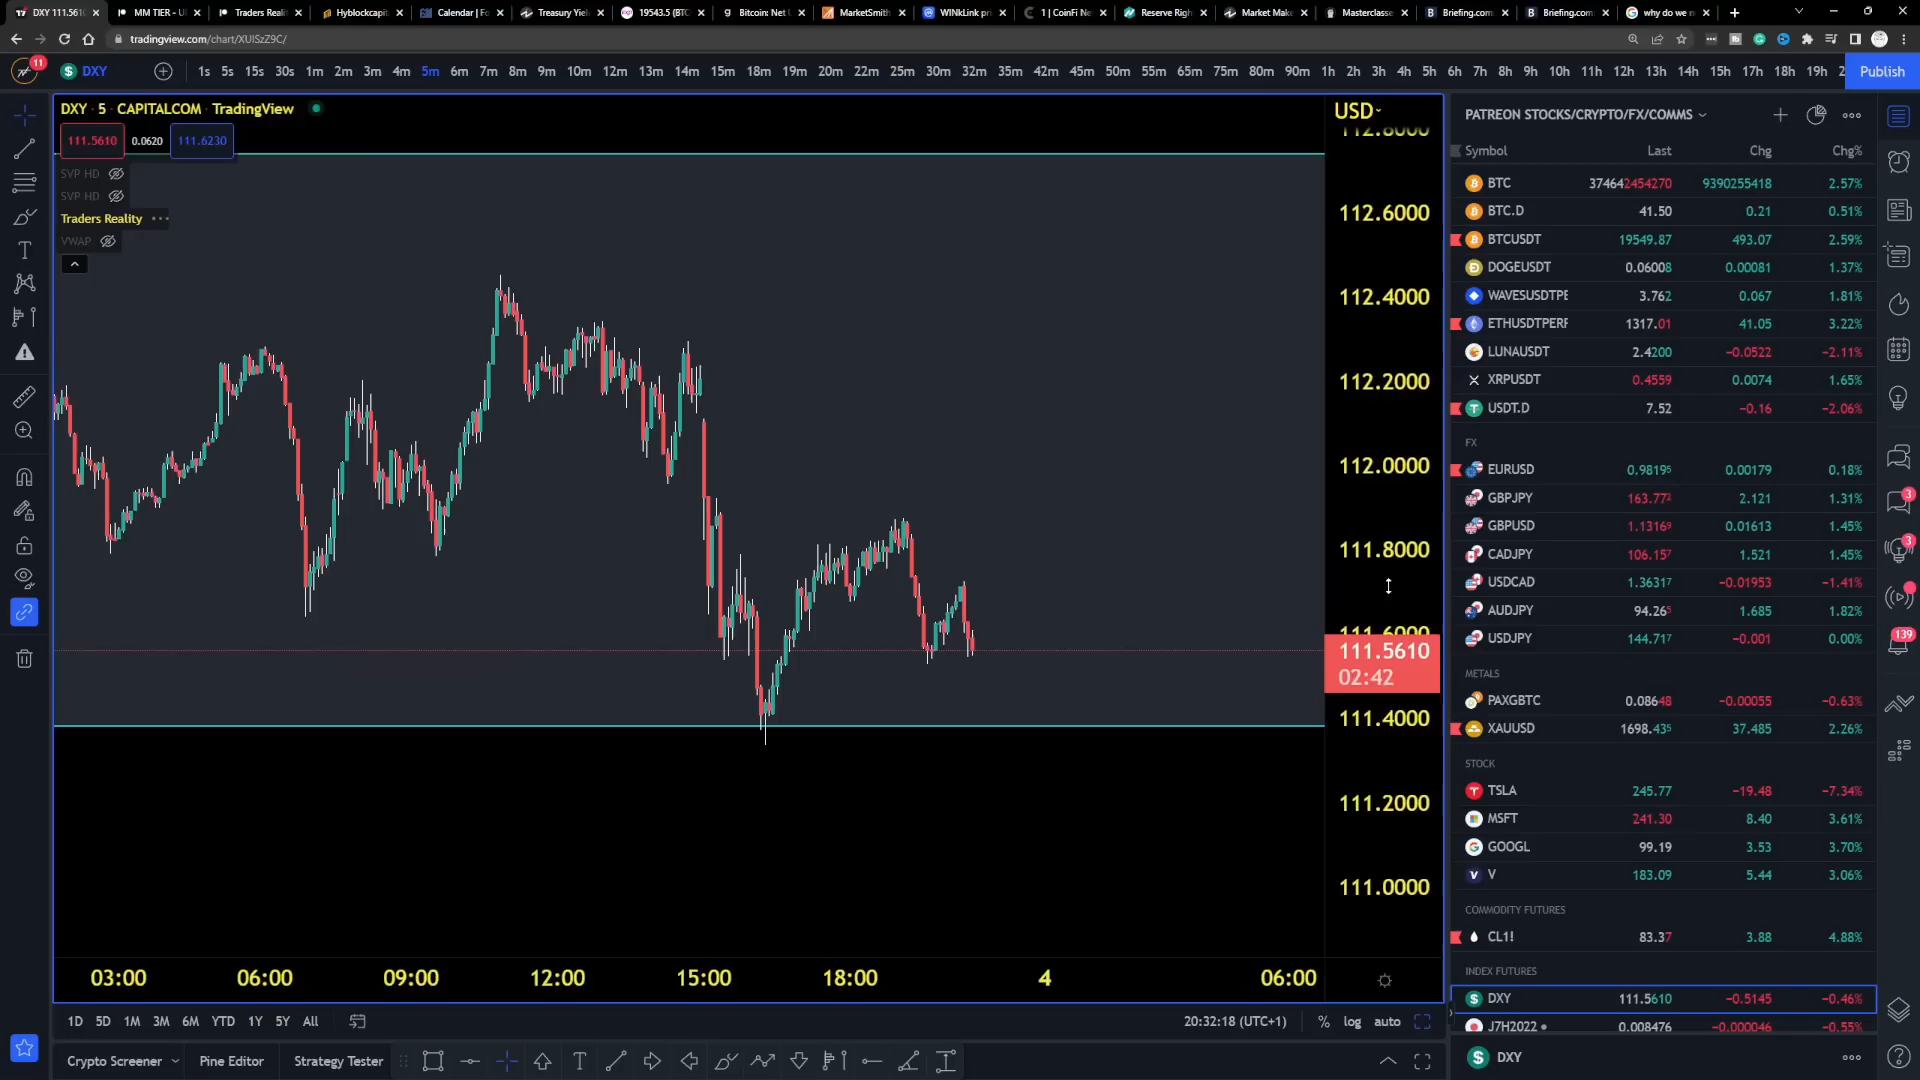 DXY 111.561
MM TIER - U
Traders Reali
Hyblockcapit
Calendar | Fo
Treasury Yiel
19543.5 (BTC
Bitcoin: Net U
MarketSmith
WINkLink pri
1 | CoinFi Ne
Reserve Righ
Market Make
Masterclasse
Briefing.com
Briefing.com
why do we n
tradingview.com/chart/XUISzZ9C/
11
DXY
1s 5s 15s 30s 1m 2m 3m 4m 5m 6m 7m 8m 9m 10m 12m 13m 14m 15m 18m 19m 20m 22m 25m 30m 32m 35m 42m 45m 50m 55m 65m 75m 80m 90m 1h 2h 3h 4h 5h 6h 7h 8h 9h 10h 11h 12h 13h 14h 15h 17h 18h 19h 2
Publish
DXY · 5 · CAPITALCOM · TradingView
111.5610 0.0620 111.6230
SVP HD
SVP HD
Traders Reality
VWAP
USD
112.8000
112.6000
112.4000
112.2000
112.0000
111.8000
111.6000
111.5610
02:42
111.4000
111.2000
111.0000
03:00 06:00 09:00 12:00 15:00 18:00 4 06:00
1D 5D 1M 3M 6M YTD 1Y 5Y All
20:32:18 (UTC+1) % log auto
Crypto Screener Pine Editor Strategy Tester
PATREON STOCKS/CRYPTO/FX/COMMS
Symbol Last Chg Chg%
BTC 374642454270 9390255418 2.57%
BTC.D 41.50 0.21 0.51%
BTCUSDT 19549.87 493.07 2.59%
DOGEUSDT 0.06008 0.00081 1.37%
WAVESUSDTPE 3.762 0.067 1.81%
ETHUSDTPERF 1317.01 41.05 3.22%
LUNAUSDT 2.4200 −0.0522 −2.11%
XRPUSDT 0.4559 0.0074 1.65%
USDT.D 7.52 −0.16 −2.06%
FX
EURUSD 0.98195 0.00179 0.18%
GBPJPY 163.772 2.121 1.31%
GBPUSD 1.13169 0.01613 1.45%
CADJPY 106.157 1.521 1.45%
USDCAD 1.36317 −0.01953 −1.41%
AUDJPY 94.265 1.685 1.82%
USDJPY 144.717 −0.001 0.00%
METALS
PAXGBTC 0.08648 −0.00055 −0.63%
XAUUSD 1698.435 37.485 2.26%
STOCK
TSLA 245.77 −19.48 −7.34%
MSFT 241.30 8.40 3.61%
GOOGL 99.19 3.53 3.70%
V 183.09 5.44 3.06%
COMMODITY FUTURES
CL1! 83.37 3.88 4.88%
INDEX FUTURES
DXY 111.5610 −0.5145 −0.46%
J7H2022 0.008476 −0.000046 −0.55%
DXY
3
3
139